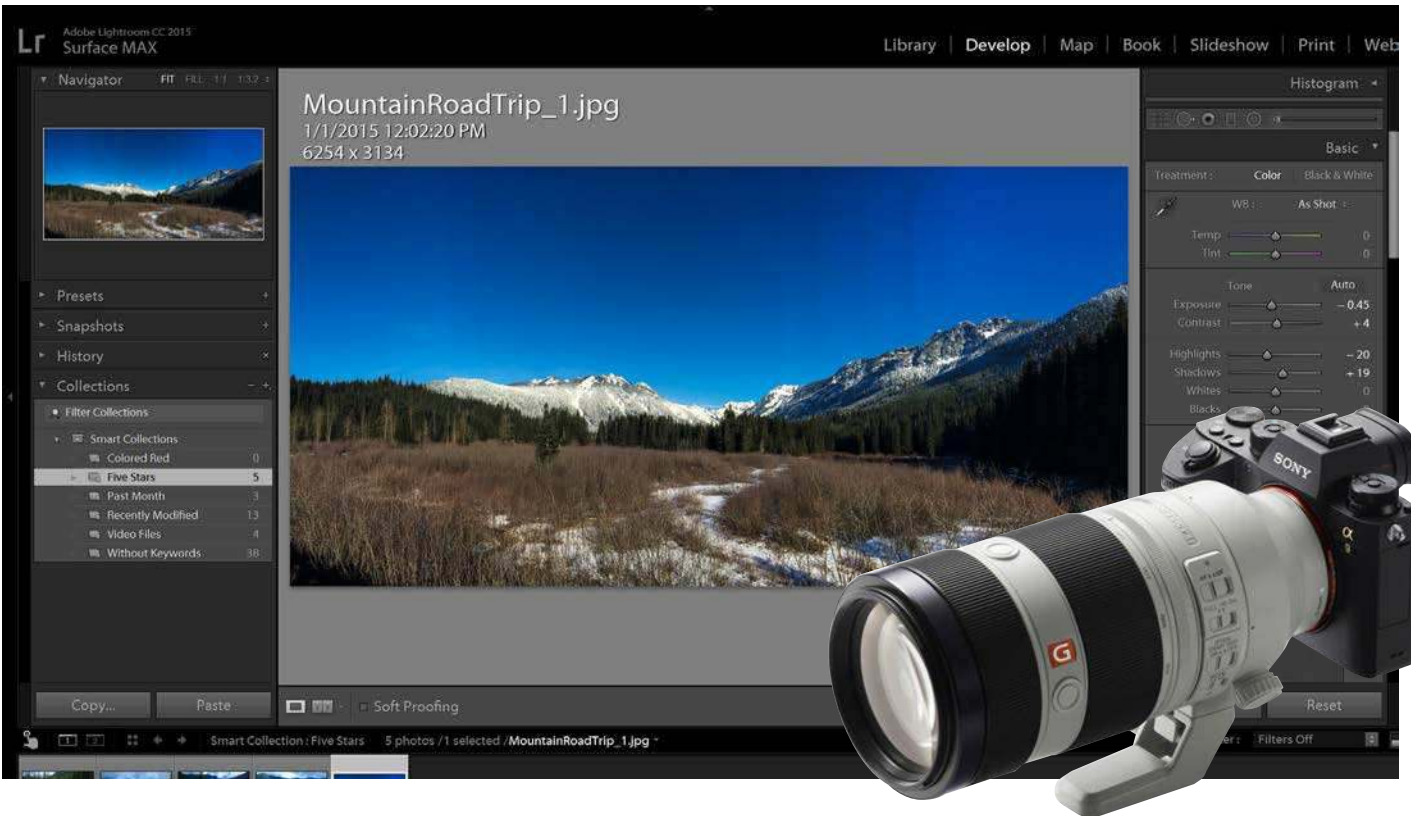 Lr
Adobe Lightroom CC 2015
Surface MAX
Library | Develop | Map | Book | Slideshow | Print | Web
Navigator FIT FILL 1:1 1:3.2
Presets
Snapshots
History
Collections
Filter Collections
Smart Collections
Colored Red 0
Five Stars 5
Past Month 3
Recently Modified 13
Video Files 4
Without Keywords 38
Copy... Paste
MountainRoadTrip_1.jpg
1/1/2015 12:02:20 PM
6254 x 3134
Soft Proofing
Histogram
Basic
Treatment : Color Black & White
WB : As Shot
Temp 0
Tint 0
Tone Auto
Exposure - 0.45
Contrast + 4
Highlights - 20
Shadows + 19
Whites 0
Blacks
SONY
α
G
Reset
1 2 Smart Collection : Five Stars 5 photos /1 selected /MountainRoadTrip_1.jpg
Filters Off